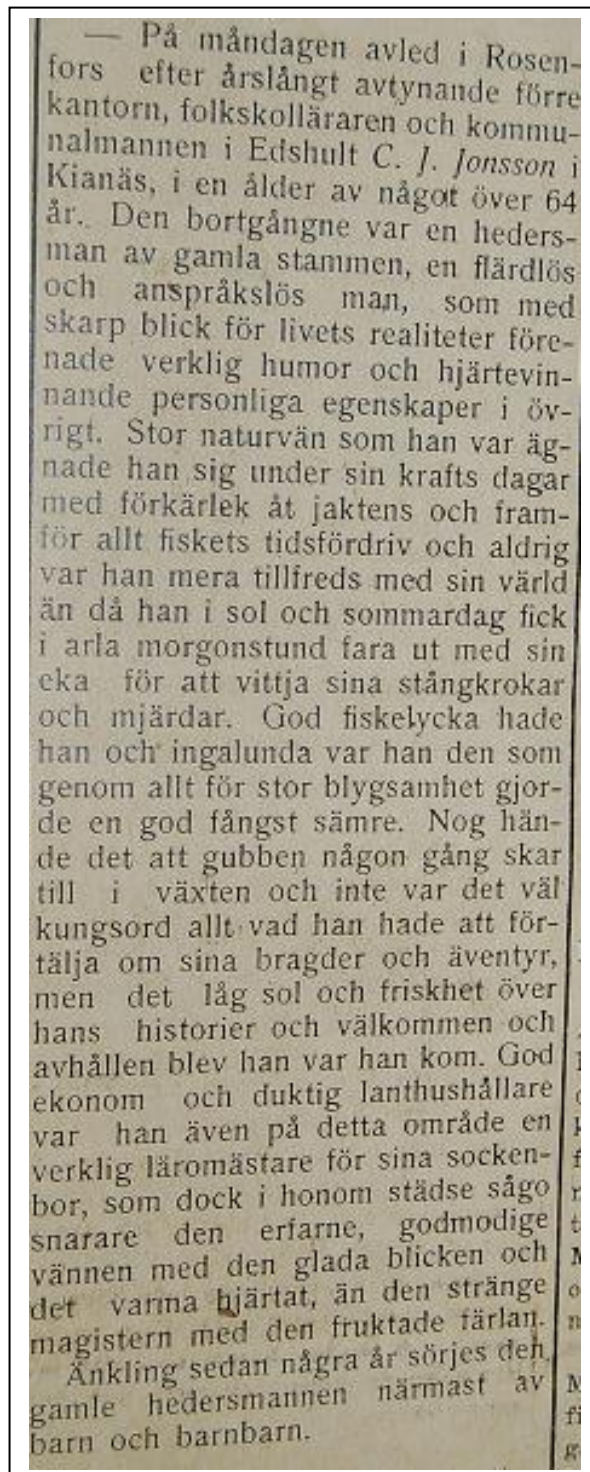 — På måndagen avled i Rosen-
fors efter årslångt avtynande förre
kantorn, folkskolläraren och kommu-
nalmannen i Edshult C. J. Jonsson i
Kianäs, i en ålder av något över 64
år. Den bortgångne var en heders-
man av gamla stammen, en flärdlös
och anspråkslös man, som med
skarp blick för livets realiteter före-
nade verklig humor och hjärtevin-
nande personliga egenskaper i öv-
rigt. Stor naturvän som han var äg-
nade han sig under sin krafts dagar
med förkärlek åt jaktens och fram-
för allt fiskets tidsfördriv och aldrig
var han mera tillfreds med sin värld
än då han i sol och sommardag fick
i arla morgonstund fara ut med sin
eka för att vittja sina stångkrokar
och mjärdar. God fiskelycka hade
han och ingalunda var han den som
genom allt för stor blygsamhet gjor-
de en god fångst sämre. Nog hän-
de det att gubben någon gång skar
till i växten och inte var det väl
kungsord allt vad han hade att för-
tälja om sina bragder och äventyr,
men det låg sol och friskhet över
hans historier och välkommen och
avhållen blev han var han kom. God
ekonom och duktig lanthushållare
var han även på detta område en
verklig läromästare för sina socken-
bor, som dock i honom städse sågo
snarare den erfarne, godmodige
vännen med den glada blicken och
det varma hjärtat, än den stränge
magistern med den fruktade färlan.
Änkling sedan några år sörjes den
gamle hedersmannen närmast av
barn och barnbarn.